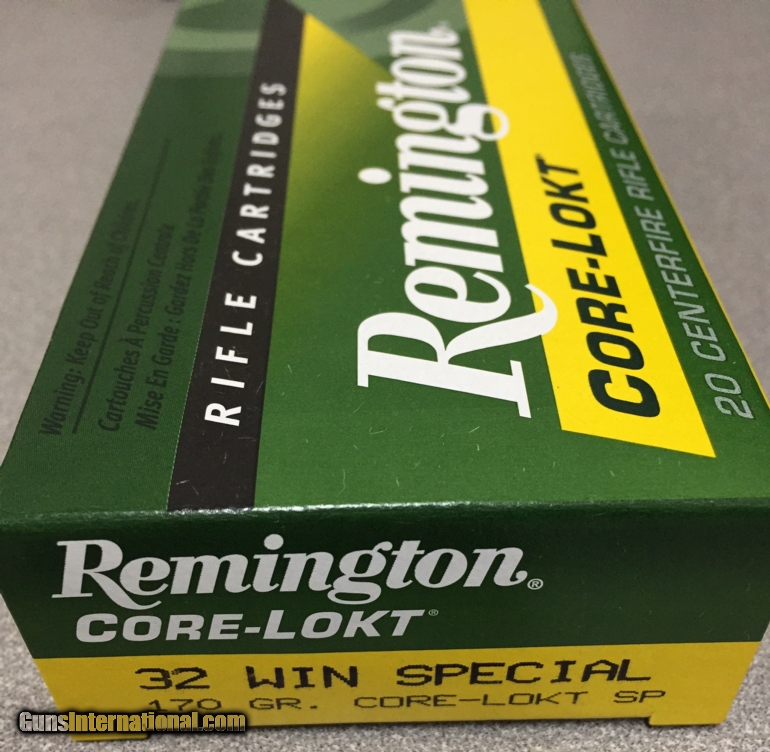 Warning: Keep Out of Reach of Children.
Cartouches À Percussion Centrale
Mise En Garde : Gardez Hors De La Portée Des Enfants.
RIFLE CARTRIDGES
Remington®
CORE-LOKT
20 CENTERFIRE RIFLE CARTRIDGES
Remington®
CORE-LOKT®
32 WIN SPECIAL
170 GR. CORE-LOKT SP
GunsInternational.com